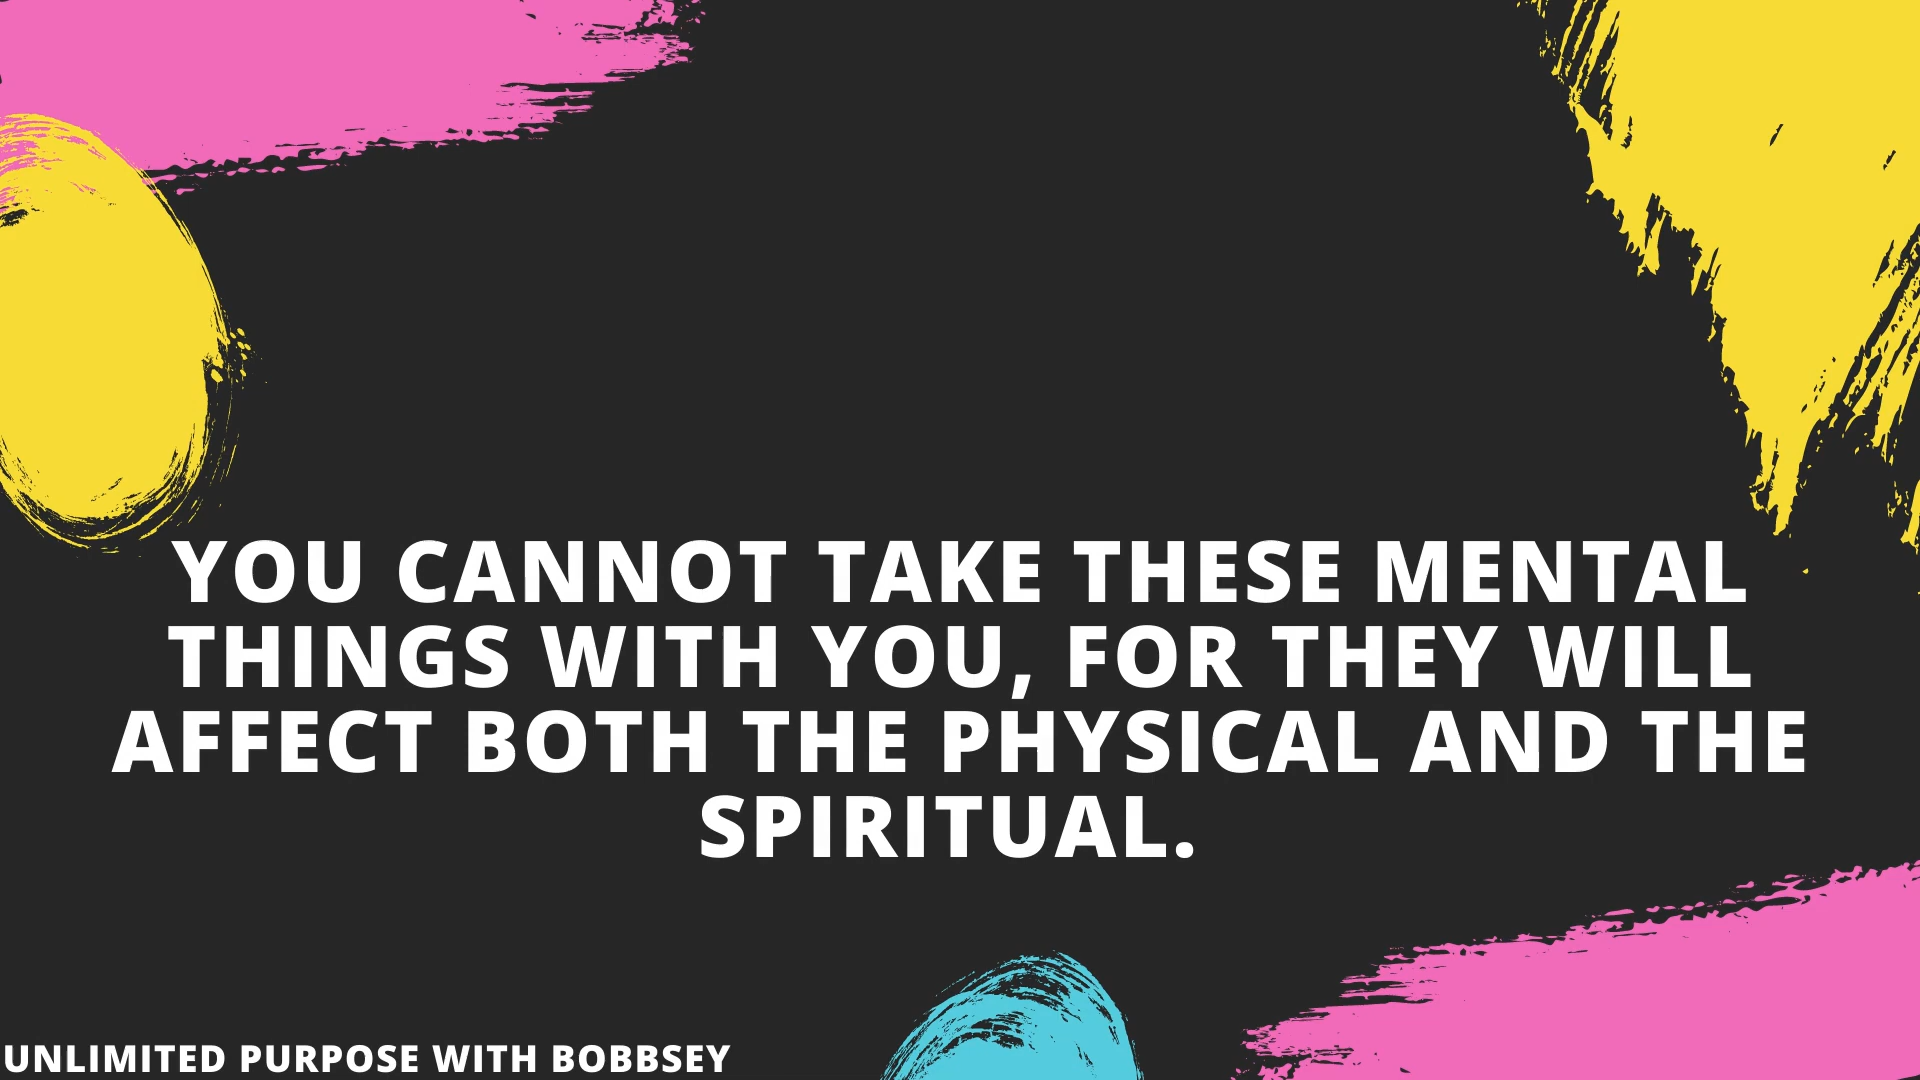 YOU CANNOT TAKE THESE MENTAL
THINGS WITH YOU, FOR THEY WILL
AFFECT BOTH THE PHYSICAL AND THE
SPIRITUAL.
UNLIMITED PURPOSE WITH BOBBSEY